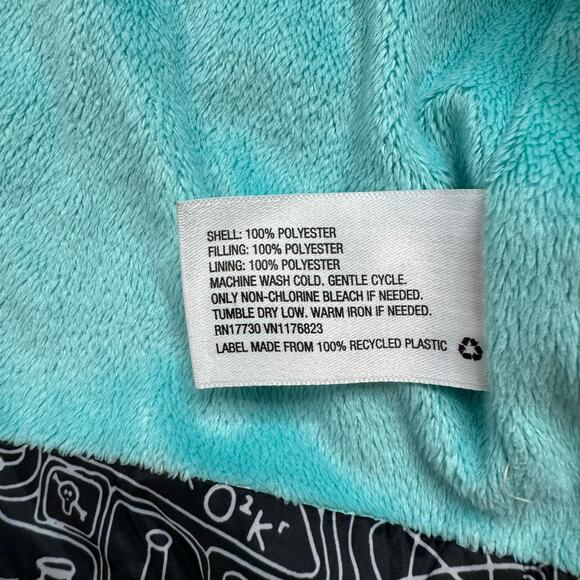 SHELL: 100% POLYESTER
FILLING: 100% POLYESTER
LINING: 100% POLYESTER
MACHINE WASH COLD. GENTLE CYCLE.
ONLY NON-CHLORINE BLEACH IF NEEDED.
TUMBLE DRY LOW. WARM IRON IF NEEDED.
RN17730 VN1176823
LABEL MADE FROM 100% RECYCLED PLASTIC